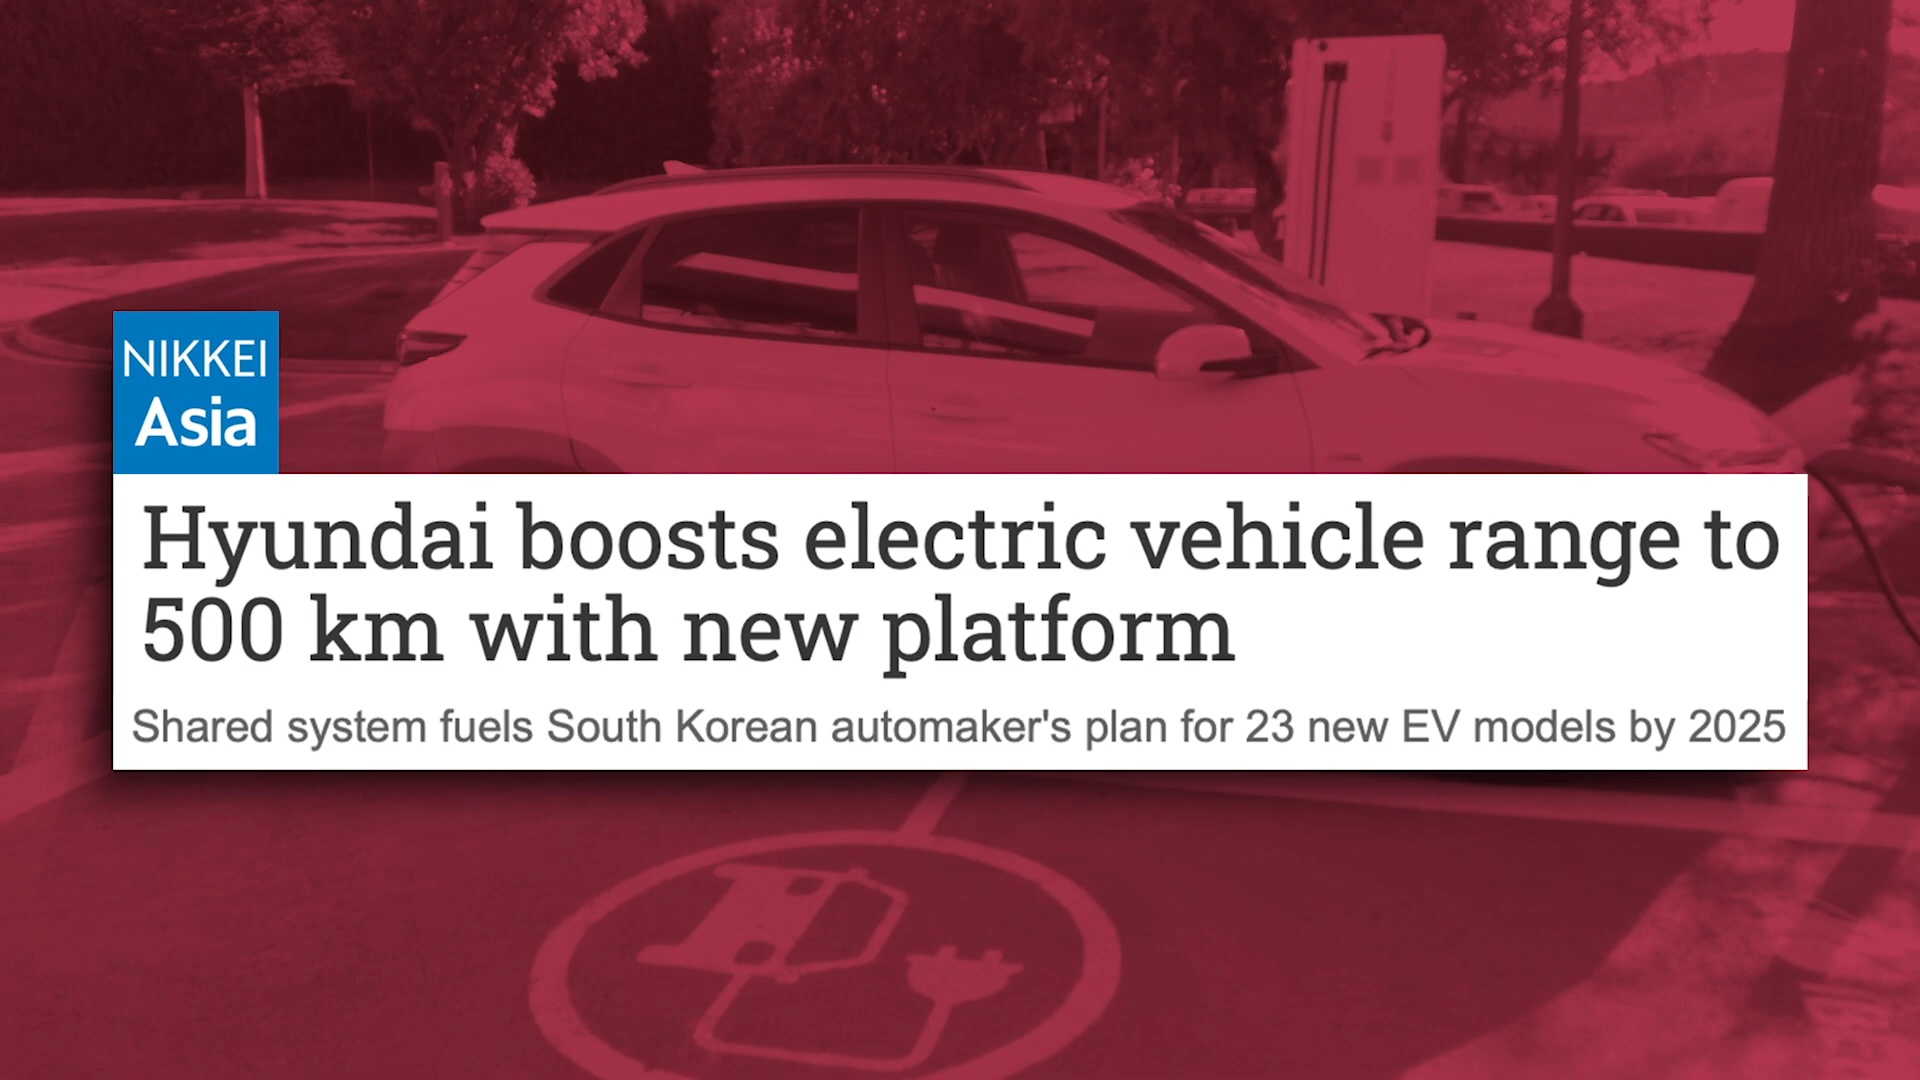 NIKKEI
Asia
Hyundai boosts electric vehicle range to
500 km with new platform
Shared system fuels South Korean automaker's plan for 23 new EV models by 2025